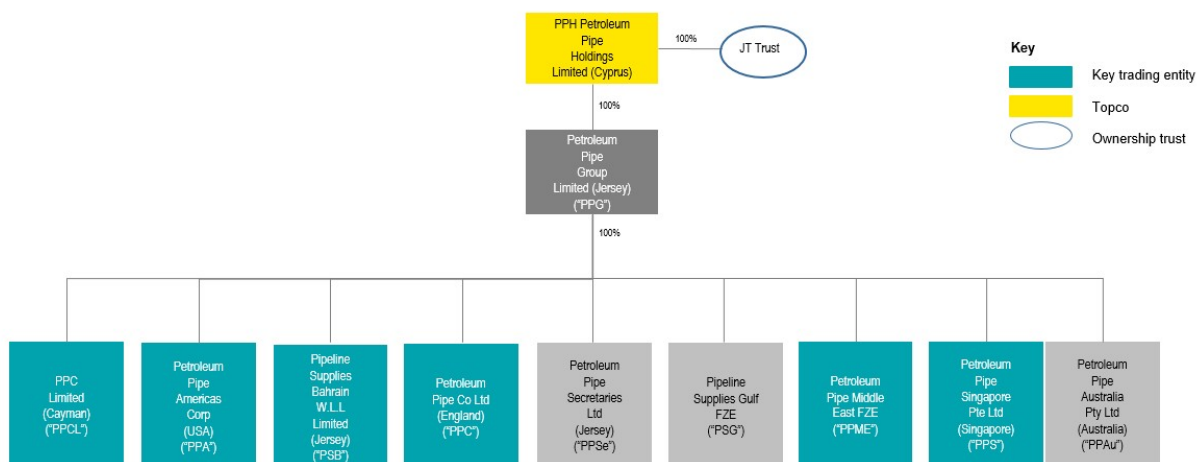 PPH Petroleum
Pipe
Holdings
Limited (Cyprus)
100%
JT Trust
Key
Key trading entity
Topco
Ownership trust
100%
Petroleum
Pipe
Group
Limited (Jersey)
("PPG")
100%
PPC
Limited
(Cayman)
("PPCL")
Petroleum
Pipe
Americas
Corp
(USA)
("PPA")
Pipeline
Supplies
Bahrain
W.L.L
Limited
(Jersey)
("PSB")
Petroleum
Pipe Co Ltd
(England)
("PPC")
Petroleum
Pipe
Secretaries
Ltd
(Jersey)
("PPSe")
Pipeline
Supplies Gulf
FZE
("PSG")
Petroleum
Pipe Middle
East FZE
("PPME")
Petroleum
Pipe
Singapore
Pte Ltd
(Singapore)
("PPS")
Petroleum
Pipe
Australia
Pty Ltd
(Australia)
("PPAu")